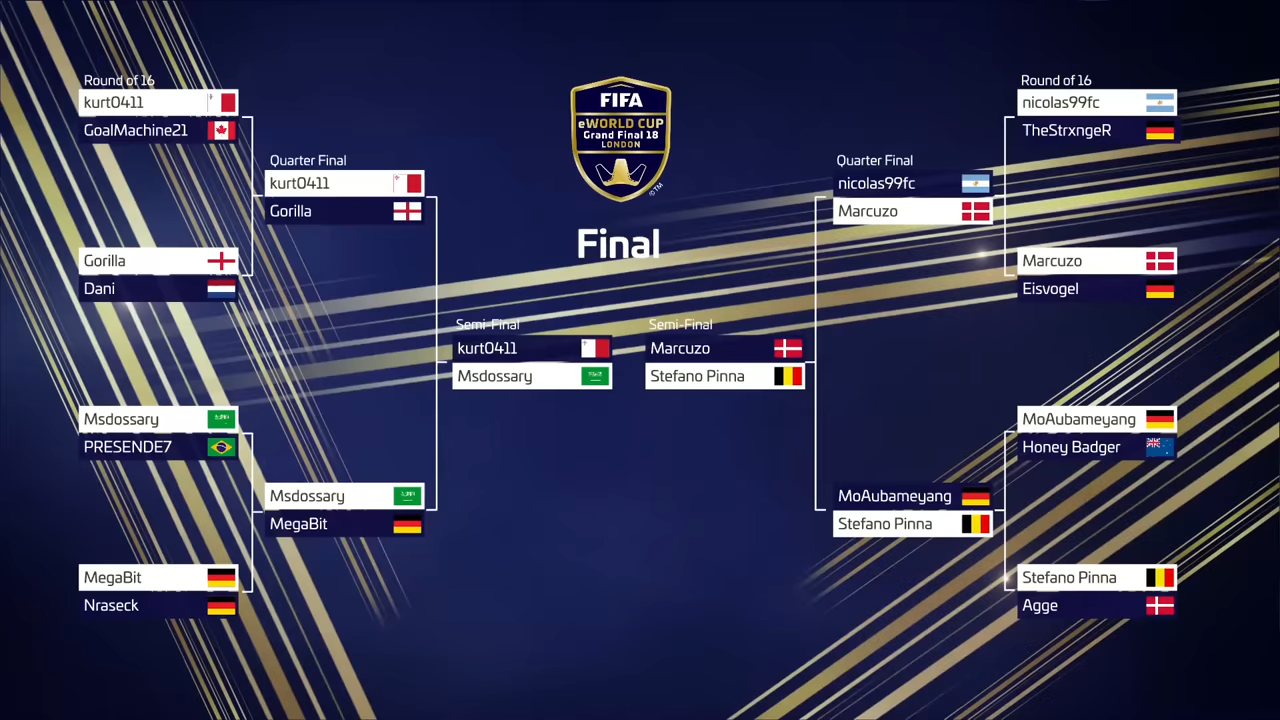 Round of 16
kurt0411
GoalMachine21
Gorilla
Dani
Msdossary
PRESENDE7
MegaBit
Nraseck
Quarter Final
kurt0411
Gorilla
Msdossary
MegaBit
Semi-Final
kurt0411
Msdossary
FIFA
eWORLD CUP
Grand Final 18
LONDON
©™
Final
Semi-Final
Marcuzo
Stefano Pinna
Quarter Final
nicolas99fc
Marcuzo
MoAubameyang
Stefano Pinna
Round of 16
nicolas99fc
TheStrxngeR
Marcuzo
Eisvogel
MoAubameyang
Honey Badger
Stefano Pinna
Agge